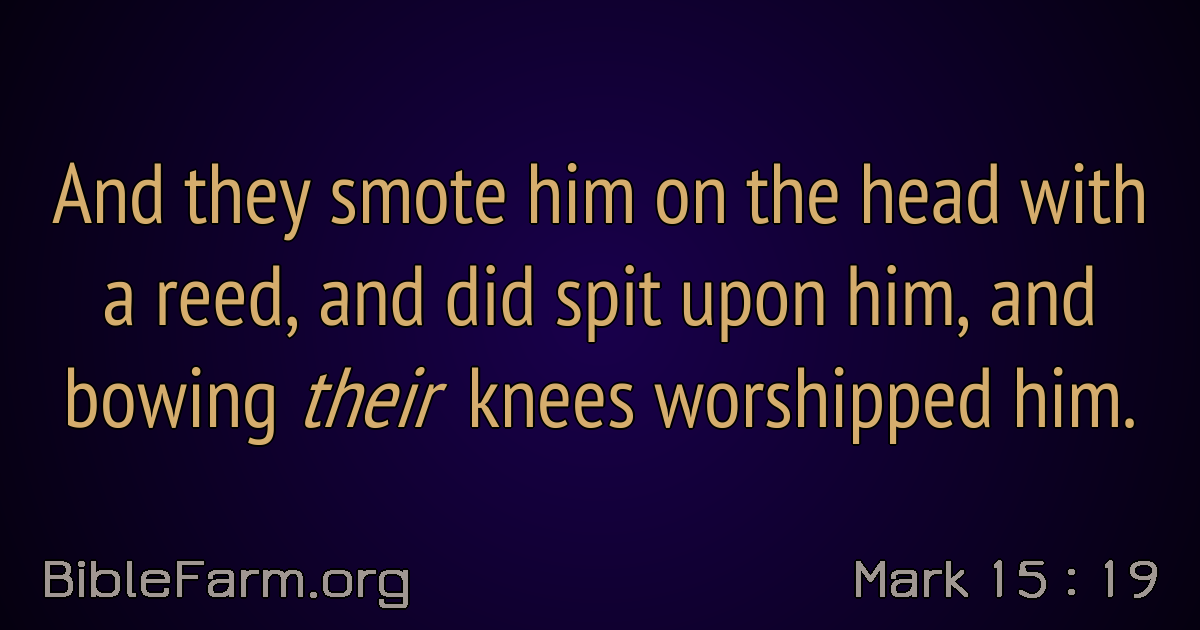 And they smote him on the head with
a reed, and did spit upon him, and
bowing their knees worshipped him.
BibleFarm.org
Mark 15 : 19